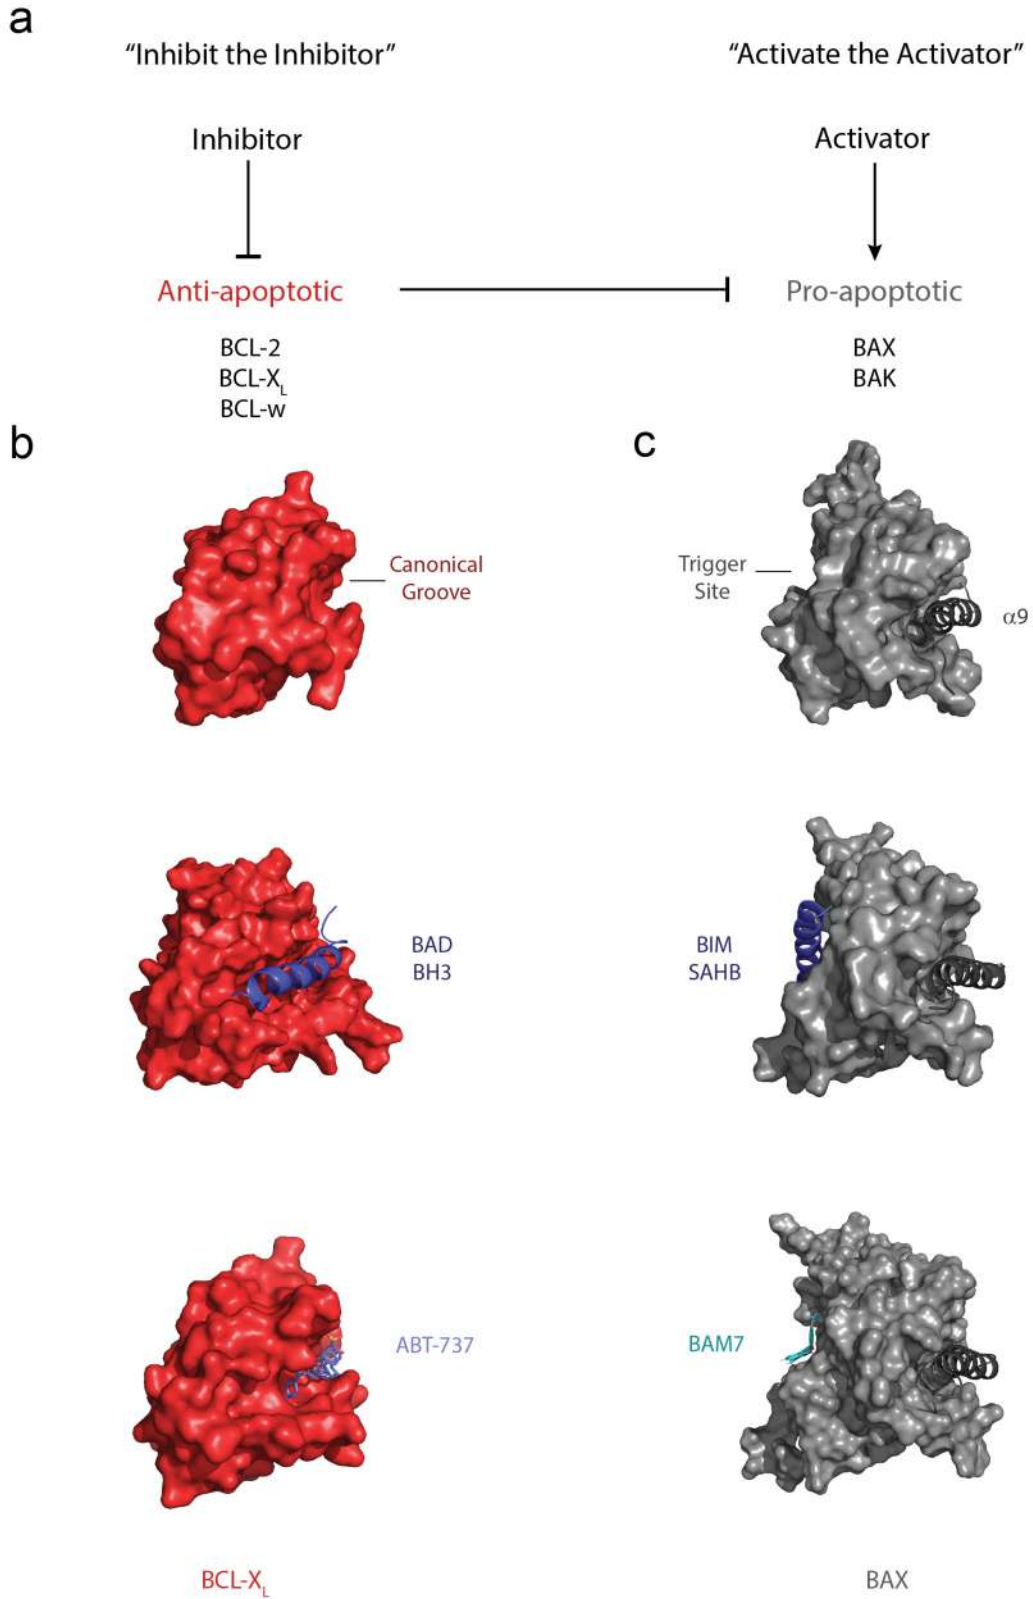 a
“Inhibit the Inhibitor”
“Activate the Activator”
Inhibitor
Activator
Anti-apoptotic
Pro-apoptotic
BCL-2
BCL-XL
BCL-w
BAX
BAK
b
Canonical
Groove
BAD
BH3
ABT-737
BCL-XL
c
Trigger
Site
α9
BIM
SAHB
BAM7
BAX